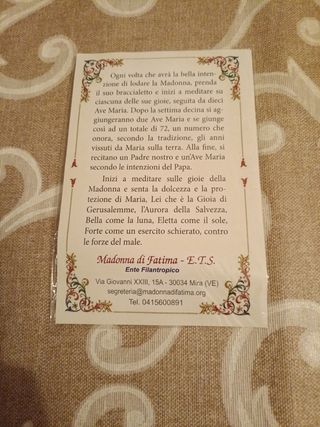 Ogni volta che avrà la bella inten-
zione di lodare la Madonna, prenda
il suo braccialetto e inizi a meditare su
ciascuna delle sue gioie, seguita da dieci
Ave Maria. Dopo la settima decina si ag-
giungeranno due Ave Maria e se giunge
così ad un totale di 72, un numero che
onora, secondo la tradizione, gli anni
vissuti da Maria sulla terra. Alla fine, si
recitano un Padre nostro e un'Ave Maria
secondo le intenzioni del Papa.
Inizi a meditare sulle gioie della
Madonna e senta la dolcezza e la pro-
tezione di Maria, Lei che è la Gioia di
Gerusalemme, l'Aurora della Salvezza,
Bella come la luna, Eletta come il sole,
Forte come un esercito schierato, contro
le forze del male.
Madonna di Fatima - E.T.S.
Ente Filantropico
Via Giovanni XXIII, 15A - 30034 Mira (VE)
segreteria@madonnadifatima.org
Tel. 0415600891